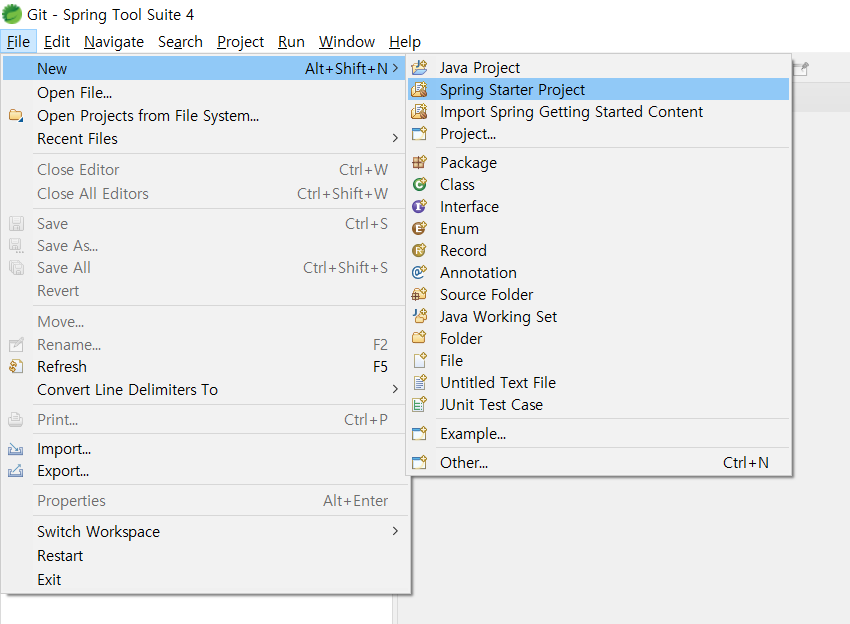 Git - Spring Tool Suite 4
File Edit Navigate Search Project Run Window Help
New Alt+Shift+N
Open File...
Open Projects from File System...
Recent Files
Close Editor Ctrl+W
Close All Editors Ctrl+Shift+W
Save Ctrl+S
Save As...
Save All Ctrl+Shift+S
Revert
Move...
Rename... F2
Refresh F5
Convert Line Delimiters To
Print... Ctrl+P
Import...
Export...
Properties Alt+Enter
Switch Workspace
Restart
Exit
Java Project
Spring Starter Project
Import Spring Getting Started Content
Project...
Package
Class
Interface
Enum
Record
Annotation
Source Folder
Java Working Set
Folder
File
Untitled Text File
JUnit Test Case
Example...
Other... Ctrl+N